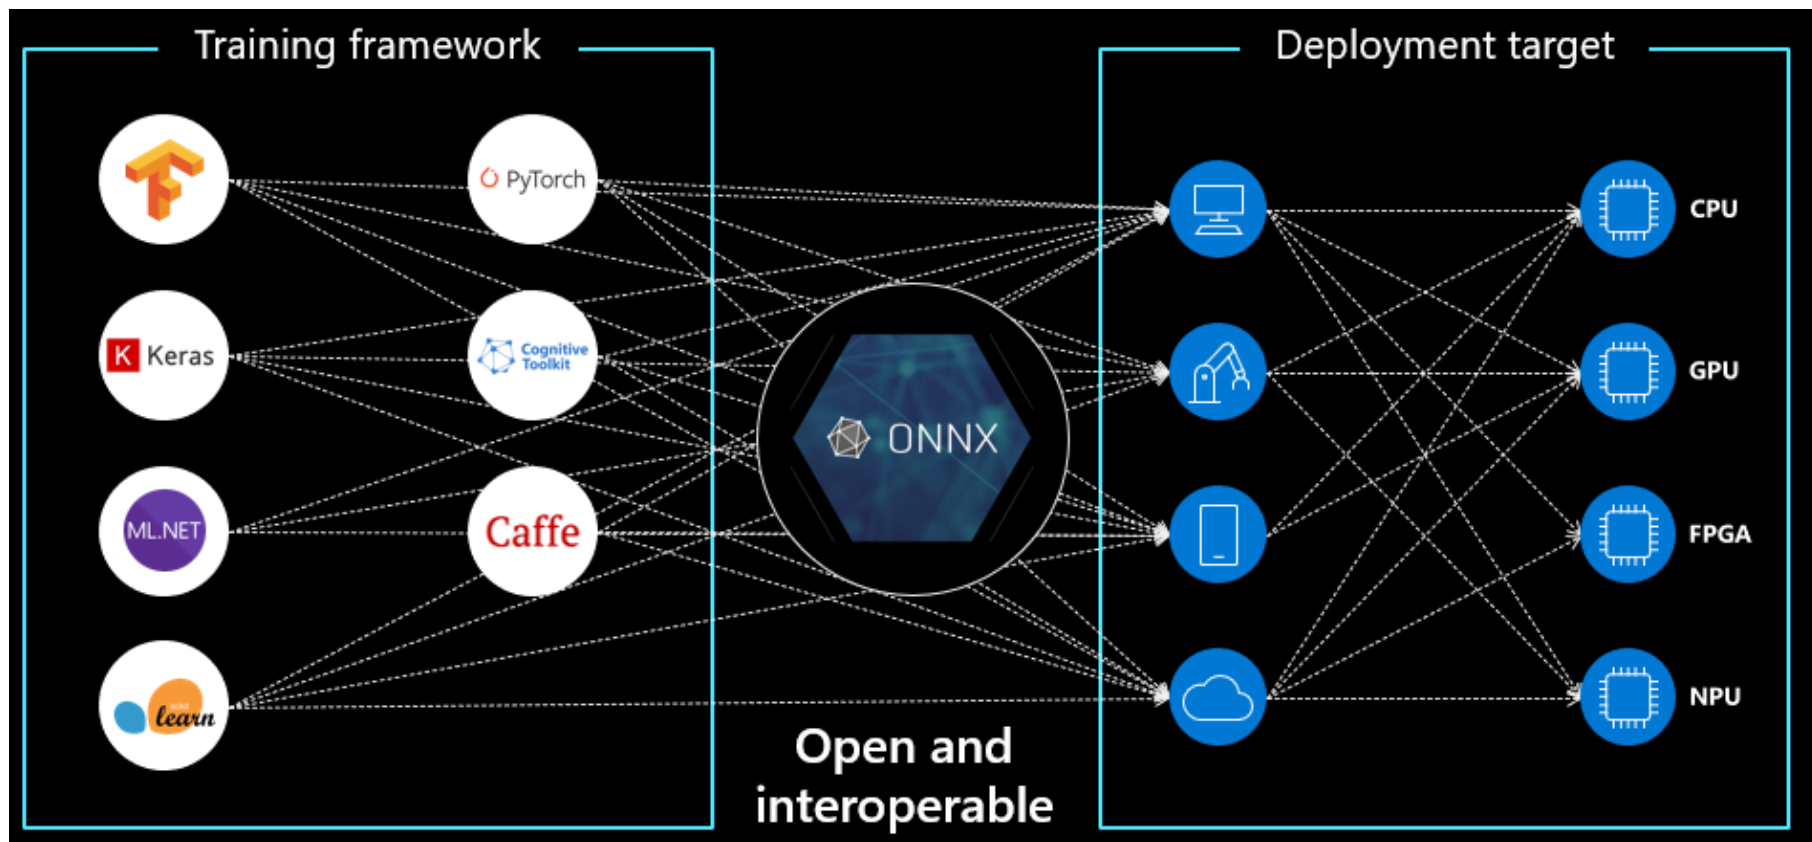 Training framework
Deployment target
PyTorch
K Keras
Cognitive
Toolkit
ML.NET
Caffe
learn
ONNX
CPU
GPU
FPGA
NPU
Open and
interoperable